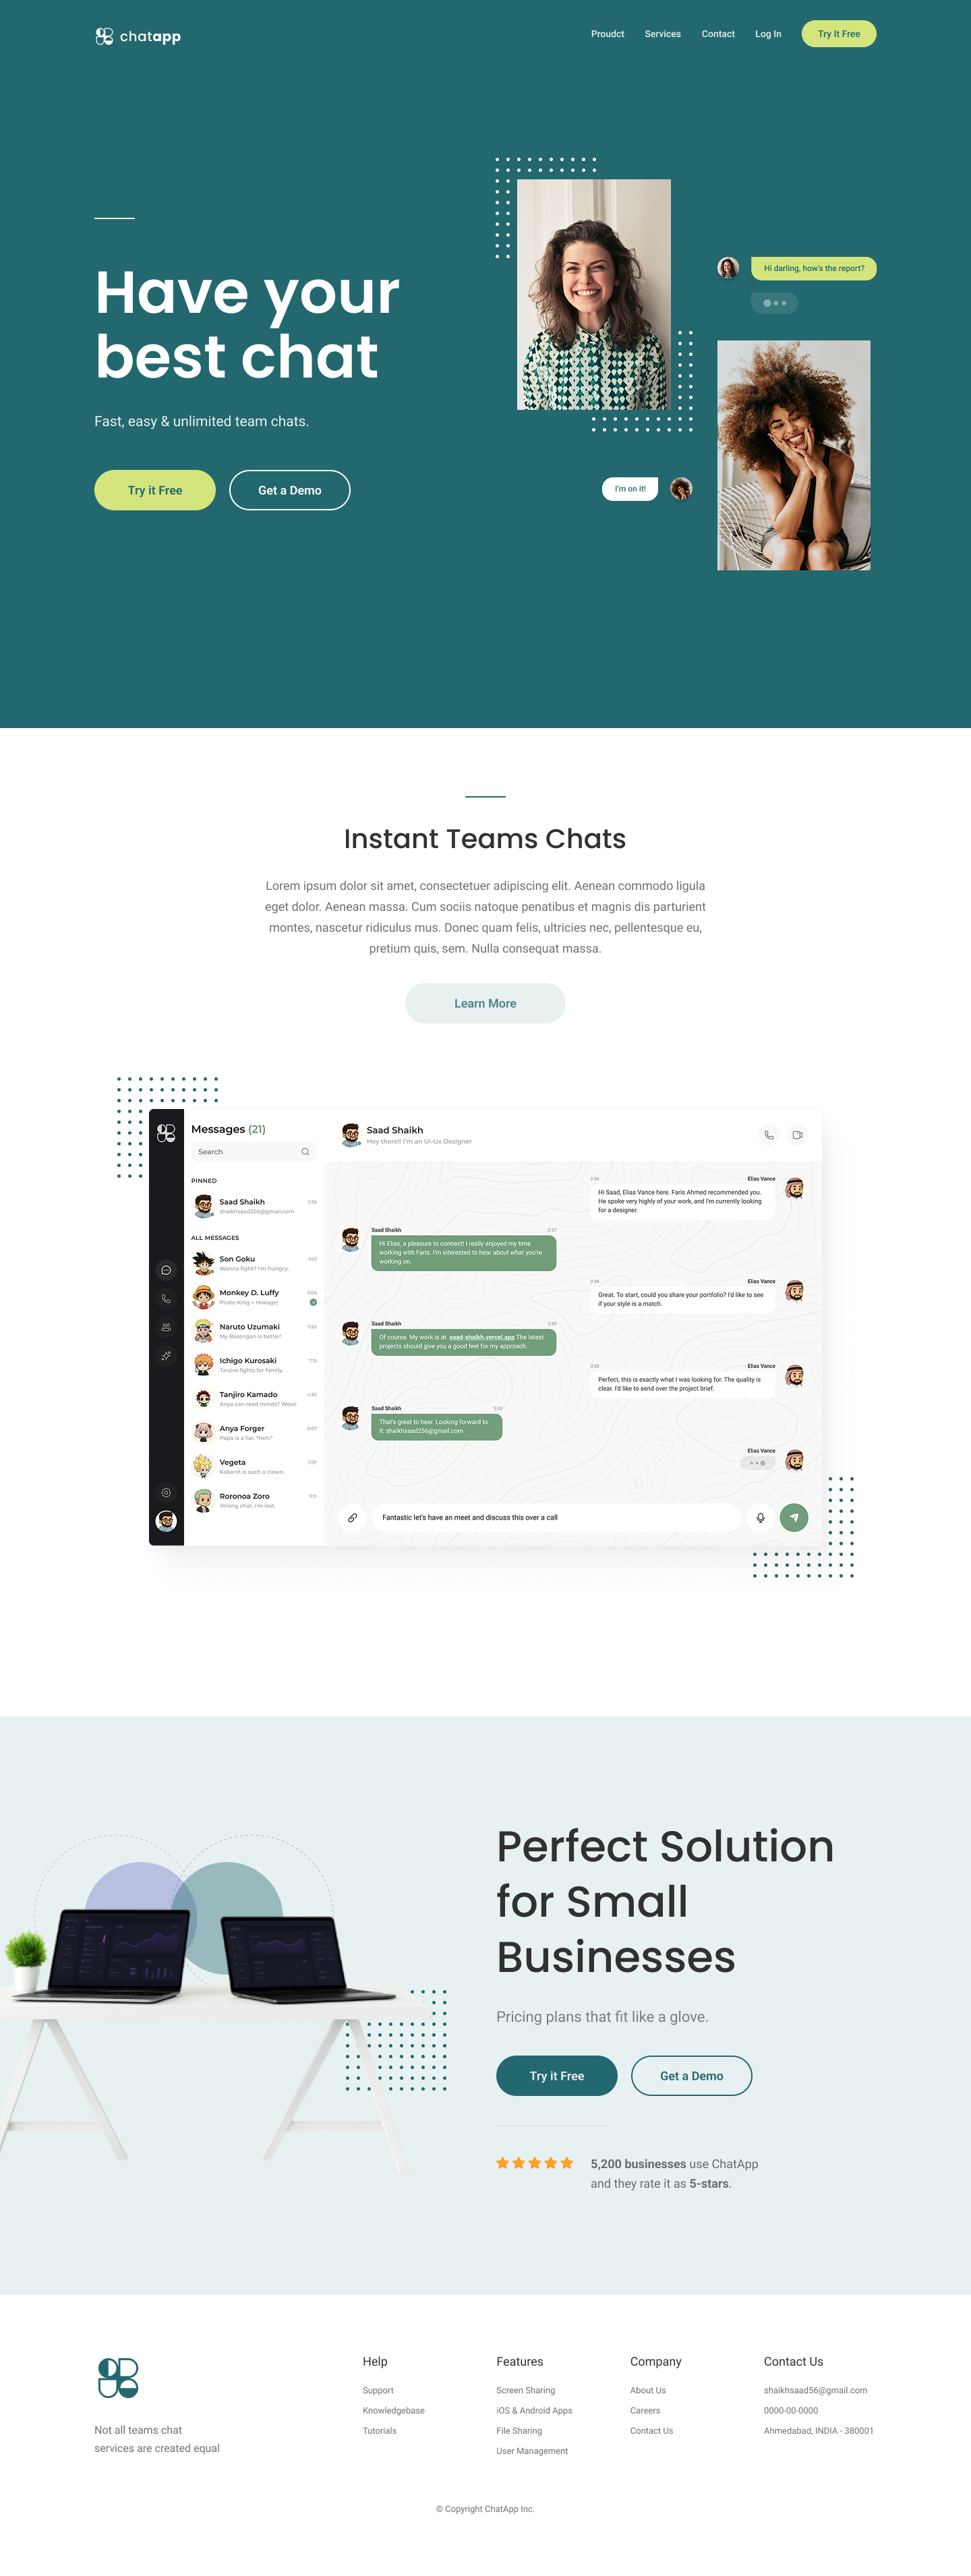 chatapp
Proudct
Services
Contact
Log In
Try It Free
Have your
best chat
Fast, easy & unlimited team chats.
Try it Free
Get a Demo
Hi darling, how's the report?
I'm on it!
Instant Teams Chats
Lorem ipsum dolor sit amet, consectetuer adipiscing elit. Aenean commodo ligula
eget dolor. Aenean massa. Cum sociis natoque penatibus et magnis dis parturient
montes, nascetur ridiculus mus. Donec quam felis, ultricies nec, pellentesque eu,
pretium quis, sem. Nulla consequat massa.
Learn More
Messages (21)
Search
PINNED
Saad Shaikh
shaikhsaad256@gmail.com
ALL MESSAGES
Son Goku
Wanna fight? I'm hungry.
Monkey D. Luffy
Pirate King > Hokage!
Naruto Uzumaki
My Rasengan is better!
Ichigo Kurosaki
Tanjiro fights for family.
Tanjiro Kamado
Anya can read minds? Wow!
Anya Forger
Papa is a liar. *Heh.*
Vegeta
Kakarot is such a clown.
Roronoa Zoro
Wrong chat. I'm lost.
Saad Shaikh
Hey there!! I'm an Ui-Ux Designer
Elias Vance
Hi Saad, Elias Vance here. Faris Ahmed recommended you.
He spoke very highly of your work, and I'm currently looking
for a designer.
Saad Shaikh
2:57
Hi Elias, a pleasure to connect! I really enjoyed my time
working with Faris. I'm interested to hear about what you're
working on.
2:58
Elias Vance
Great. To start, could you share your portfolio? I'd like to see
if your style is a match.
Saad Shaikh
2:59
Of course. My work is at saad-shaikh.vercel.app The latest
projects should give you a good feel for my approach.
3:02
Elias Vance
Perfect, this is exactly what I was looking for. The quality is
clear. I'd like to send over the project brief.
Saad Shaikh
3:03
That's great to hear. Looking forward to
it: shaikhsaad256@gmail.com
Elias Vance
Fantastic let's have an meet and discuss this over a call
Perfect Solution
for Small
Businesses
Pricing plans that fit like a glove.
Try it Free
Get a Demo
5,200 businesses use ChatApp
and they rate it as 5-stars.
Not all teams chat
services are created equal
Help
Support
Knowledgebase
Tutorials
Features
Screen Sharing
iOS & Android Apps
File Sharing
User Management
Company
About Us
Careers
Contact Us
Contact Us
shaikhsaad56@gmail.com
0000-00-0000
Ahmedabad, INDIA - 380001
© Copyright ChatApp Inc.